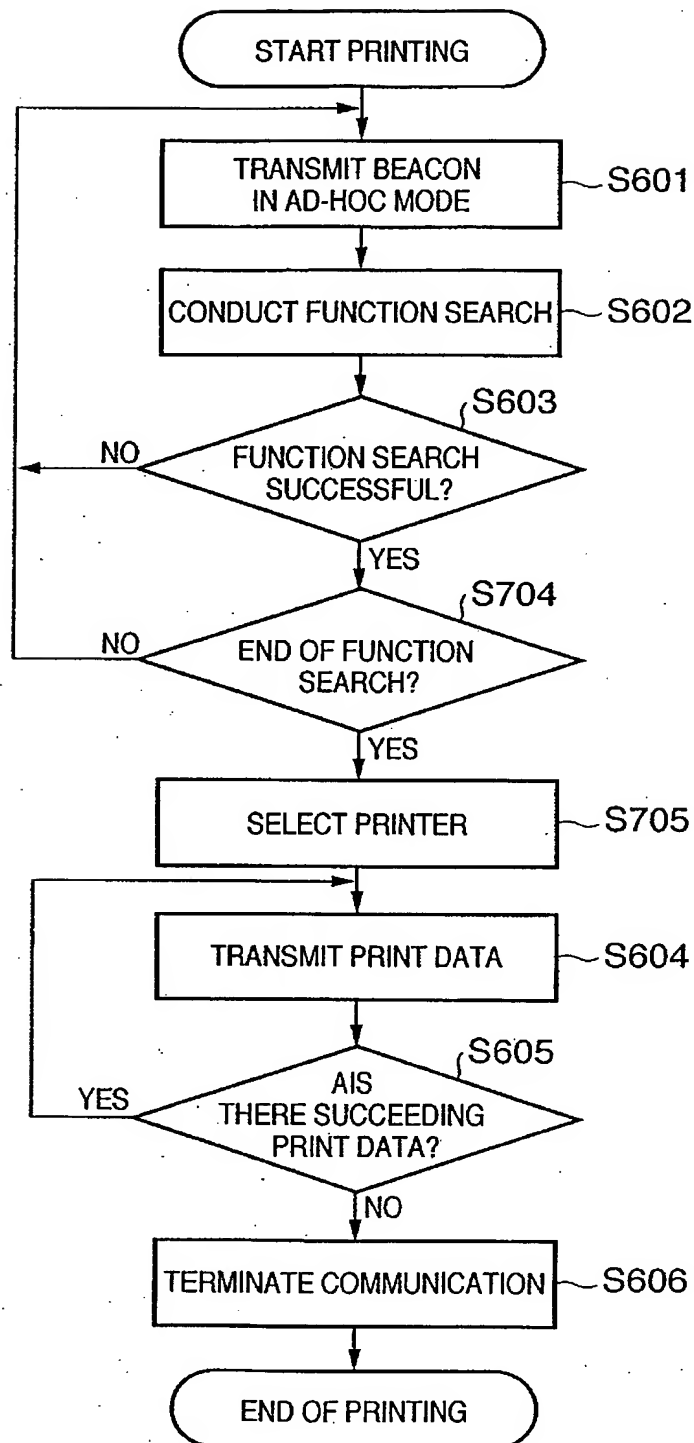 START PRINTING
TRANSMIT BEACON
IN AD-HOC MODE
S601
CONDUCT FUNCTION SEARCH
S602
S603
NO
FUNCTION SEARCH
SUCCESSFUL?
YES
S704
NO
END OF FUNCTION
SEARCH?
YES
SELECT PRINTER
S705
TRANSMIT PRINT DATA
S604
S605
AIS
YES
THERE SUCCEEDING
PRINT DATA?
NO
TERMINATE COMMUNICATION
S606
END OF PRINTING